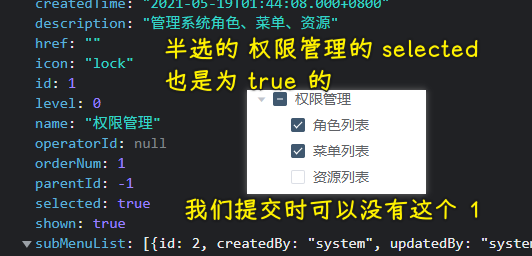 createdTime: "2021-05-19T01:44:08.000+0800"
description: "管理系统角色、菜单、资源"
href: ""
icon: "lock"
id: 1
level: 0
name: "权限管理"
operatorId: null
orderNum: 1
parentId: -1
selected: true
shown: true
subMenuList: [{id: 2, createdBy: "system", updatedBy: "system
半选的 权限管理的 selected
也是为 true 的
权限管理
角色列表
菜单列表
资源列表
我们提交时可以没有这个 1